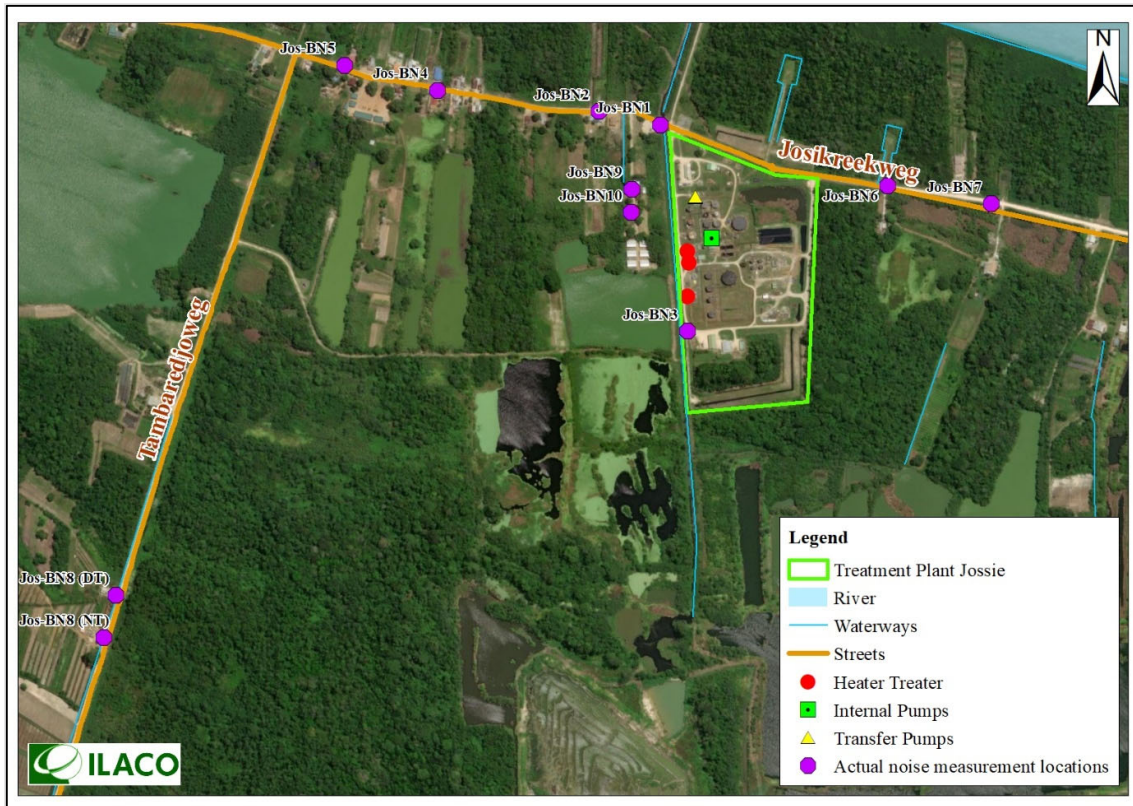 N
Jos-BN5
Jos-BN4
Jos-BN2
Jos-BN1
Josikreekweg
Jos-BN9
Jos-BN10
Jos-BN6
Jos-BN7
Jos-BN3
Tambaredjoweg
Jos-BN8 (DT)
Jos-BN8 (NT)
Legend
Treatment Plant Jossie
River
Waterways
Streets
Heater Treater
Internal Pumps
Transfer Pumps
Actual noise measurement locations
ILACO